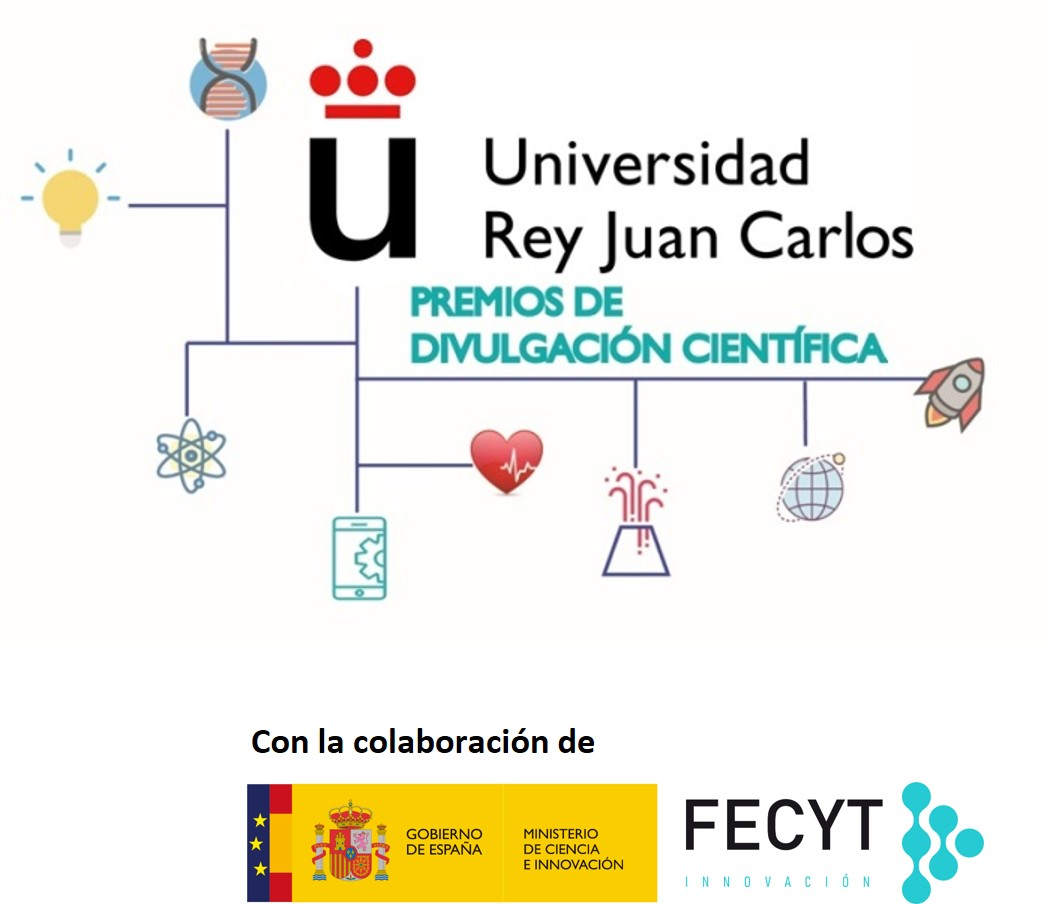 u
Universidad
Rey Juan Carlos
PREMIOS DE
DIVULGACIÓN CIENTÍFICA
Con la colaboración de
GOBIERNO
DE ESPAÑA
MINISTERIO
DE CIENCIA
E INNOVACIÓN
FECYT
INNOVACIÓN